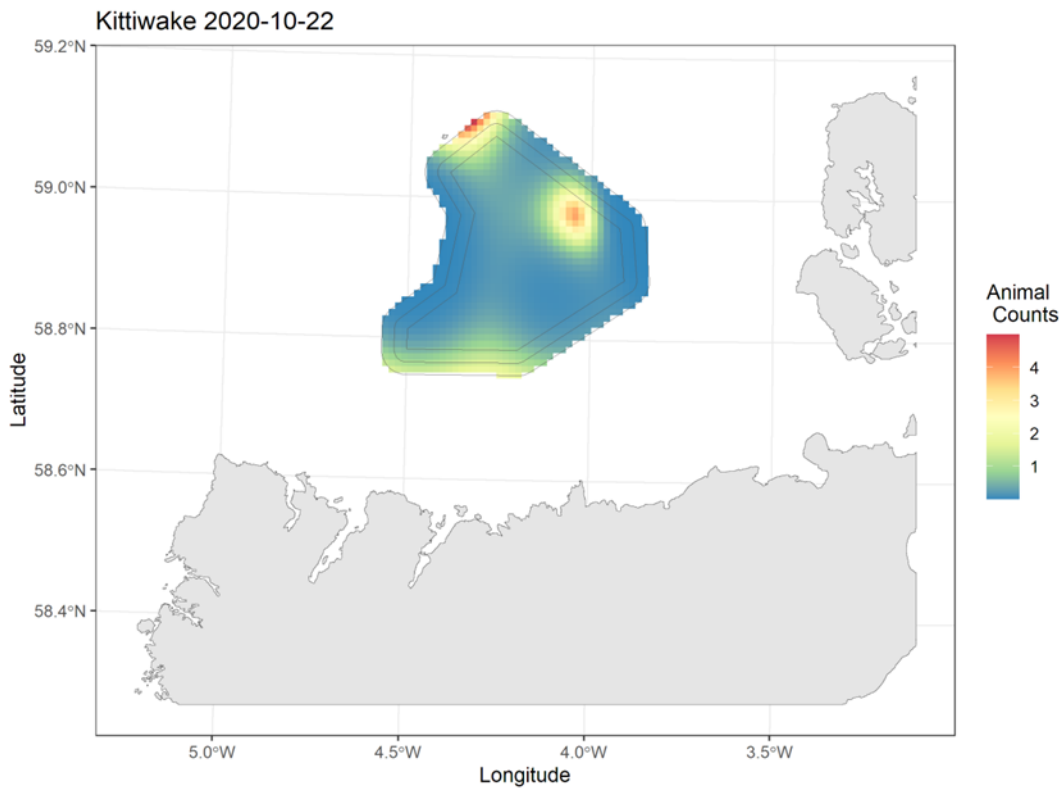 Kittiwake 2020-10-22
59.2°N
59.0°N
58.8°N
58.6°N
58.4°N
Latitude
5.0°W
4.5°W
4.0°W
3.5°W
Longitude
Animal
Counts
4
3
2
1